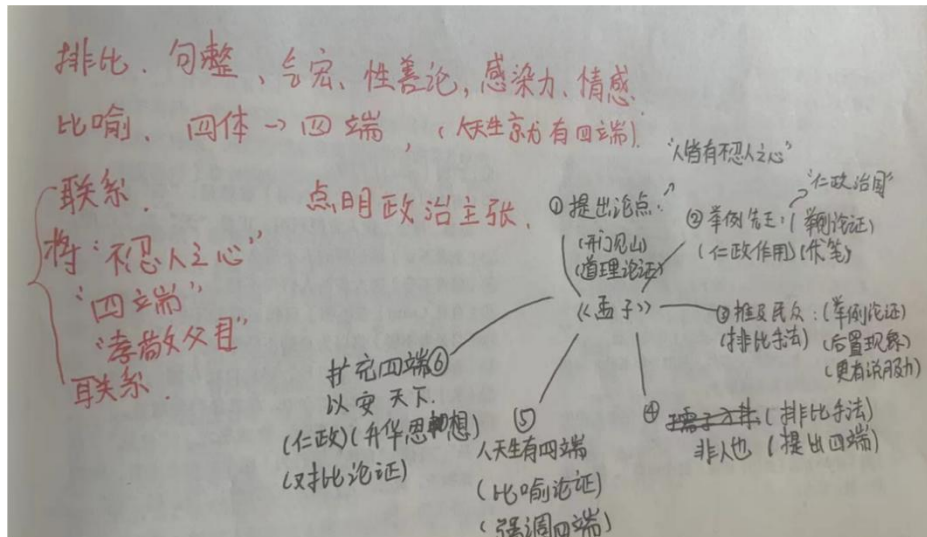 排比、句整、气宏、性善论,感染力、情感.
比喻、四体→四端,(人天生就有四端).
联系.
点明政治主张.
将“不忍人之心”
“四端”
“孝敬父母”
联系.
“人皆有不忍人之心”
①提出论点:
(开门见山)
(道理论证)
“仁政治国”
②举例先王:(举例论证)
(仁政作用)(伏笔)
《孟子》
③推及民众:(举例论证)
(排比手法)(后置现释)
(更有说服力)
④(排比手法)
非人也(提出四端)
⑤
人天生有四端
(比喻论证)
(强调四端)
扩充四端⑥
以安天下.
(仁政)(升华思想)
(对比论证)